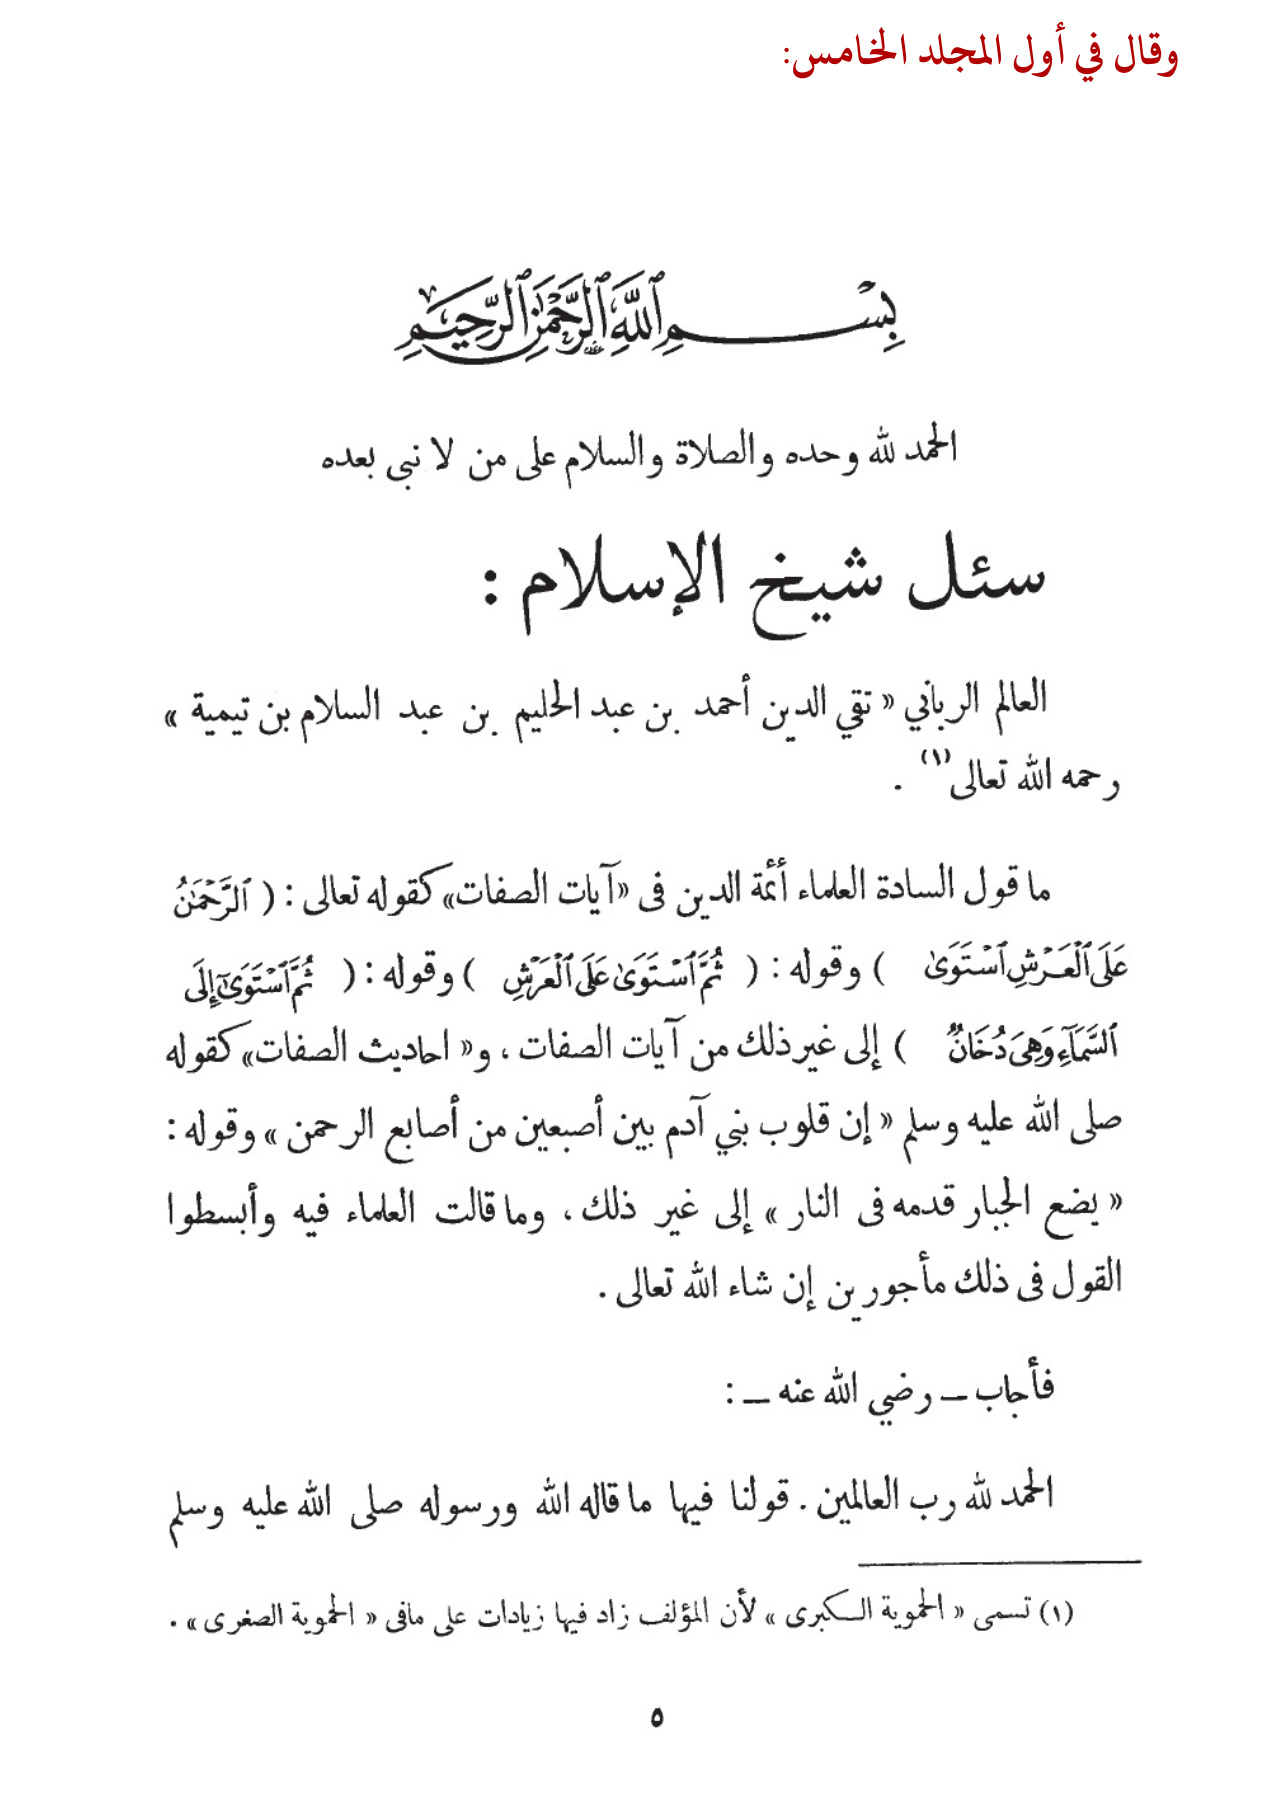 وقال في أول المجلد الخامس:
بِسْمِ ٱللَّهِ ٱلرَّحْمَٰنِ ٱلرَّحِيمِ
الحمد لله وحده والصلاة والسلام على من لا نبى بعده
سئل شيخ الإسلام :
العالم الرباني « تقي الدين أحمد بن عبد الحليم بن عبد السلام بن تيمية »
رحمه الله تعالى(١) .
ما قول السادة العلماء أئمة الدين فى «آيات الصفات» كقوله تعالى : ( ٱلرَّحْمَٰنُ
عَلَى ٱلْعَرْشِ ٱسْتَوَىٰ ) وقوله : ( ثُمَّ ٱسْتَوَىٰ عَلَى ٱلْعَرْشِ ) وقوله : ( ثُمَّ ٱسْتَوَىٰٓ إِلَى
ٱلسَّمَآءِ وَهِىَ دُخَانٌ ) إلى غير ذلك من آيات الصفات ، و« احاديث الصفات» كقوله
صلى الله عليه وسلم « إن قلوب بني آدم بين أصبعين من أصابع الرحمن » وقوله :
« يضع الجبار قدمه فى النار » إلى غير ذلك ، وما قالت العلماء فيه وأبسطوا
القول فى ذلك مأجورين إن شاء الله تعالى .
فأجاب ــ رضي الله عنه ــ :
الحمد لله رب العالمين . قولنا فيها ما قاله الله ورسوله صلى الله عليه وسلم
(١) تسمى « الحموية الـكبرى » لأن المؤلف زاد فيها زيادات على مافى « الحموية الصغرى » .
٥